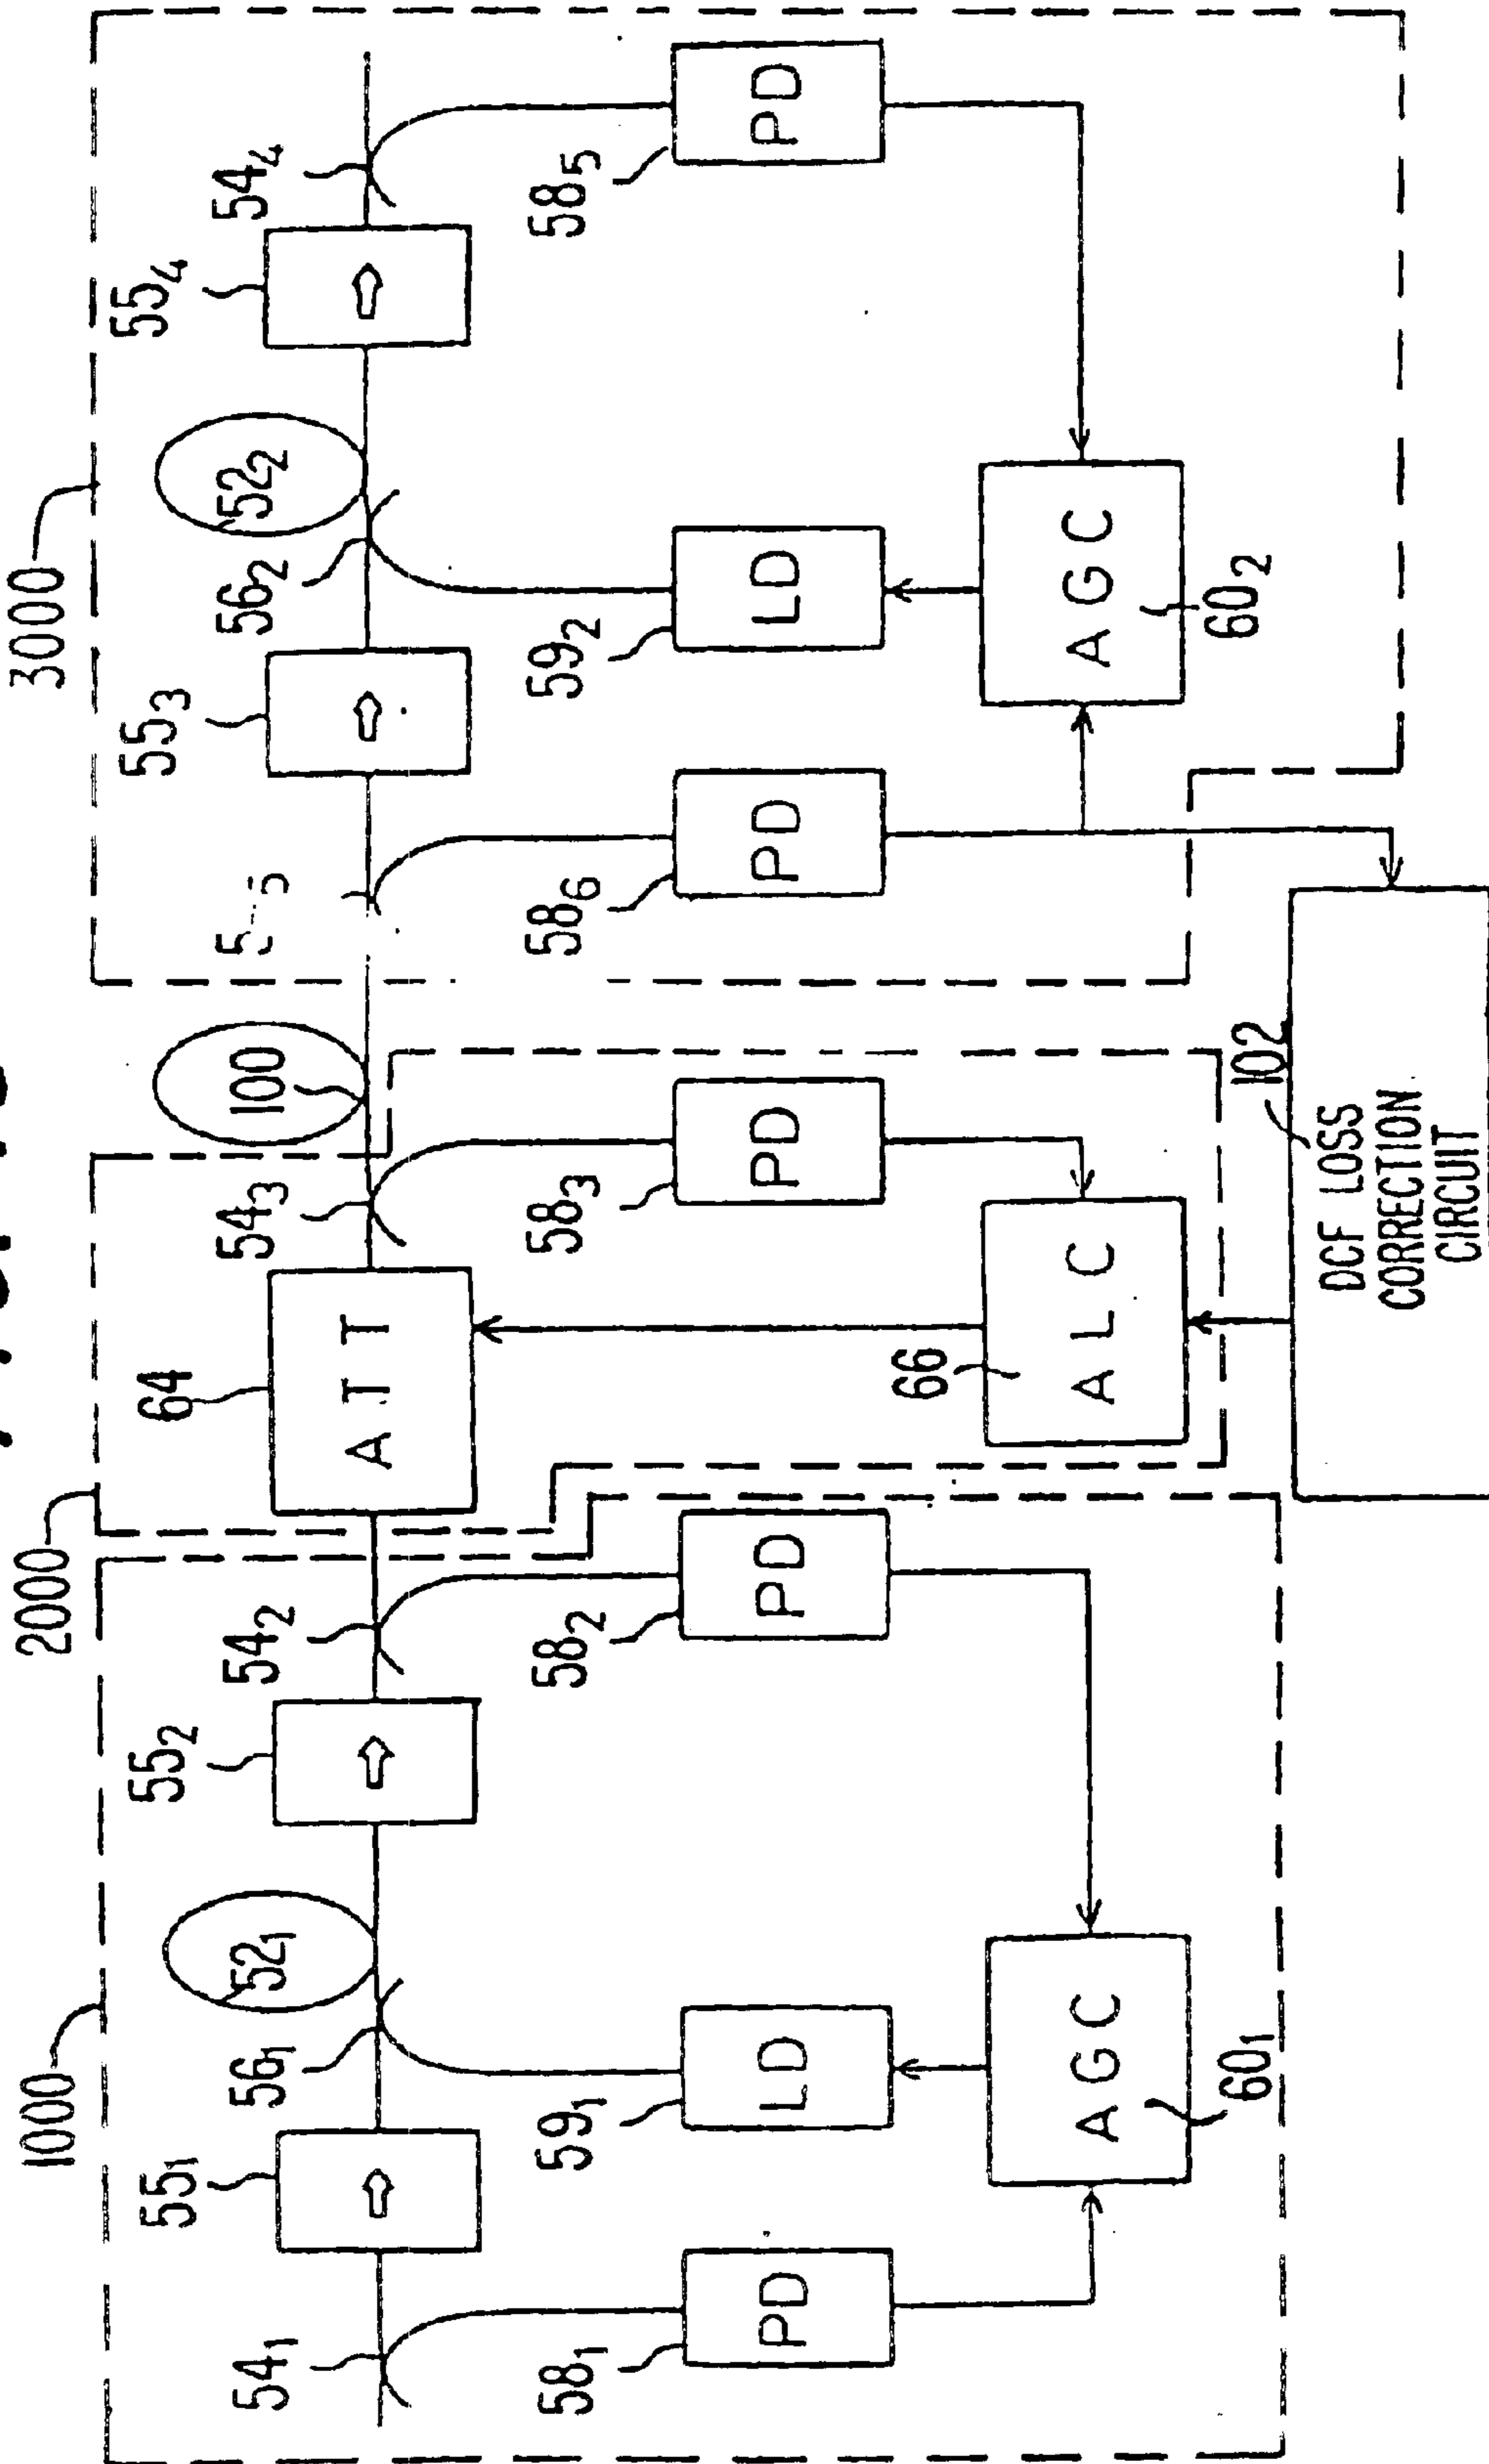 1000
2000
3000
54₁
55₁
56₁
52₁
55₂
54₂
64
ATT
54₃
100
55₃
56₂
52₂
55₄
54₄
58₁
PD
59₁
LD
58₂
PD
58₃
PD
58₆
PD
59₂
LD
58₅
PD
AGC
60₁
66
ALC
AGC
60₂
102
DCF LOSS
CORRECTION
CIRCUIT